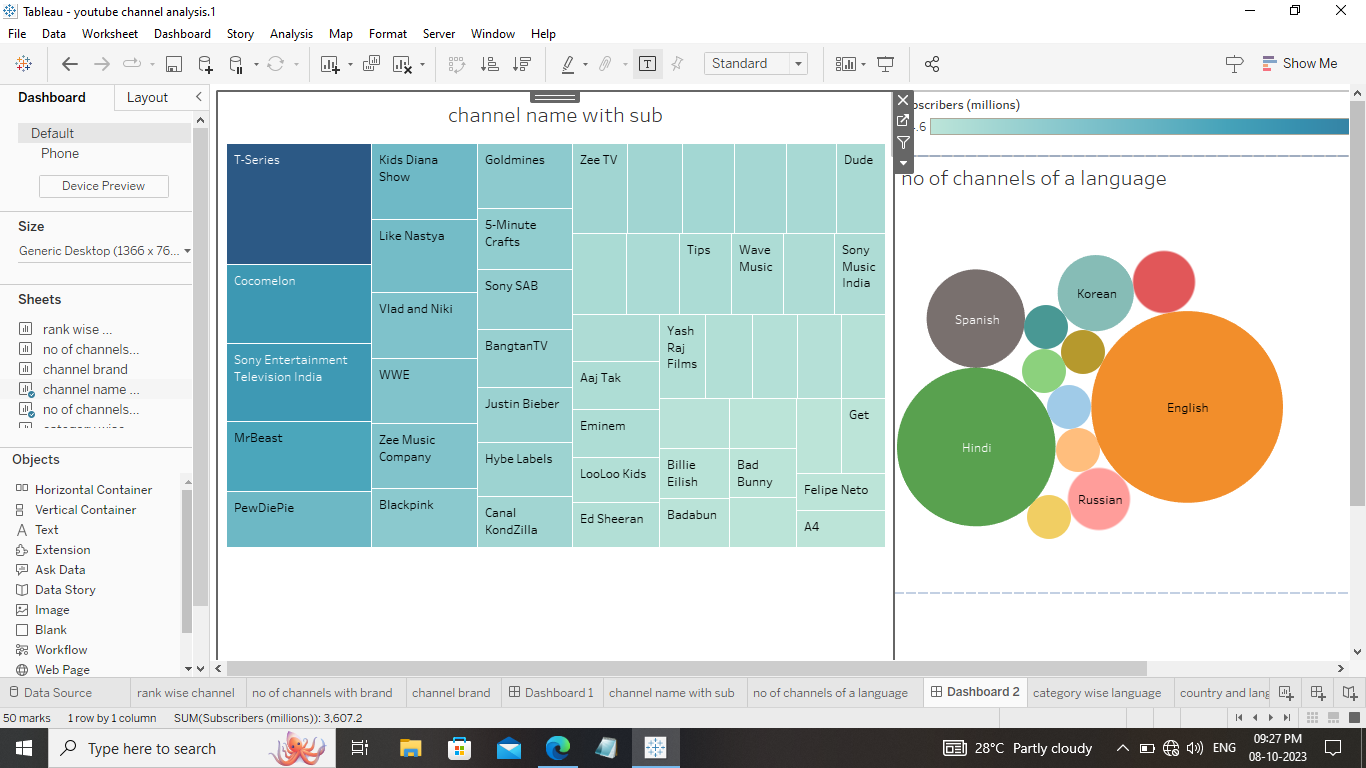 Tableau - youtube channel analysis.1
File Data Worksheet Dashboard Story Analysis Map Format Server Window Help
Standard
Show Me
Dashboard Layout
Default
Phone
Device Preview
Size
Generic Desktop (1366 x 76...
Sheets
rank wise ...
no of channels...
channel brand
channel name ...
no of channels...
Objects
Horizontal Container
Vertical Container
Text
Extension
Ask Data
Data Story
Image
Blank
Workflow
Web Page
channel name with sub
T-Series
Cocomelon
Sony Entertainment
Television India
MrBeast
PewDiePie
Kids Diana
Show
Like Nastya
Vlad and Niki
WWE
Zee Music
Company
Blackpink
Goldmines
5-Minute
Crafts
Sony SAB
BangtanTV
Justin Bieber
Hybe Labels
Canal
KondZilla
Zee TV
Dude
Tips
Wave
Music
Sony
Music
India
Aaj Tak
Eminem
LooLoo Kids
Ed Sheeran
Yash
Raj
Films
Billie
Eilish
Badabun
Bad
Bunny
Get
Felipe Neto
A4
(millions)
no of channels of a language
Korean
Spanish
English
Hindi
Russian
Data Source rank wise channel no of channels with brand channel brand Dashboard 1 channel name with sub no of channels of a language Dashboard 2 category wise language country and lang
50 marks 1 row by 1 column SUM(Subscribers (millions)): 3,607.2
Type here to search
28°C Partly cloudy
ENG
09:27 PM
08-10-2023